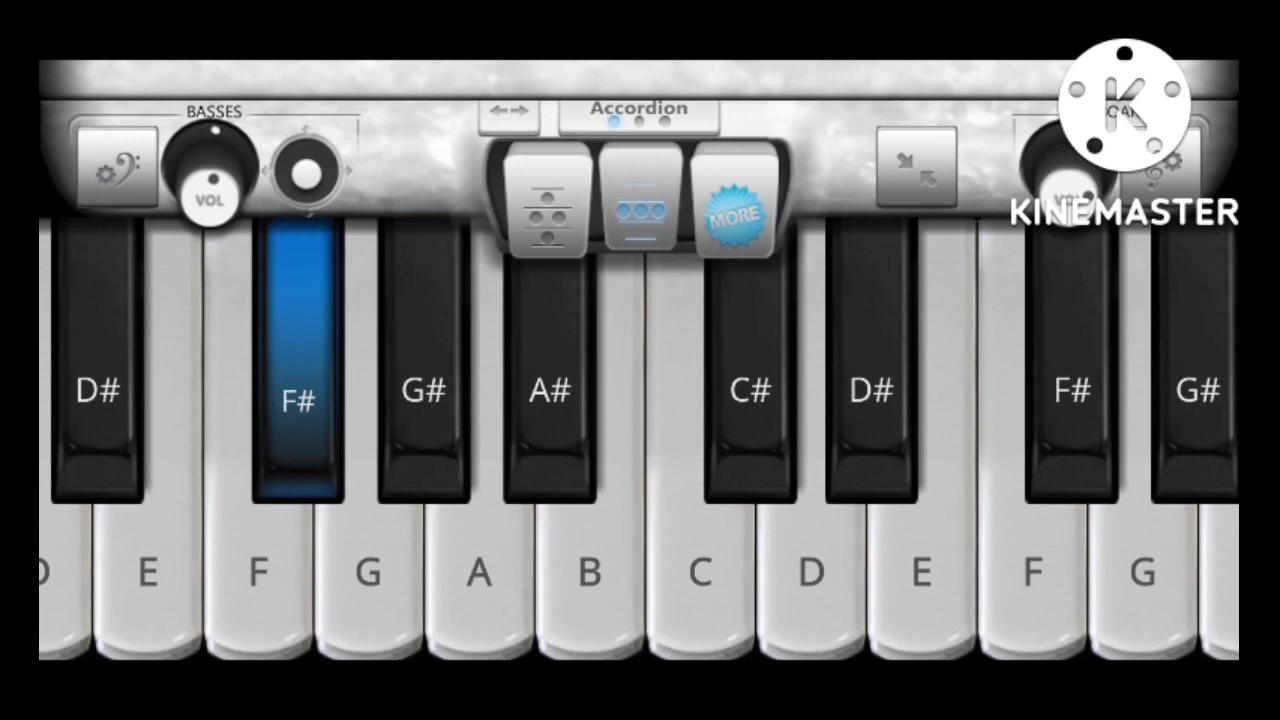 BASSES
Accordion
K
VOL
MORE
KINEMASTER
D# F# G# A# C# D# F# G#
E F G A B C D E F G